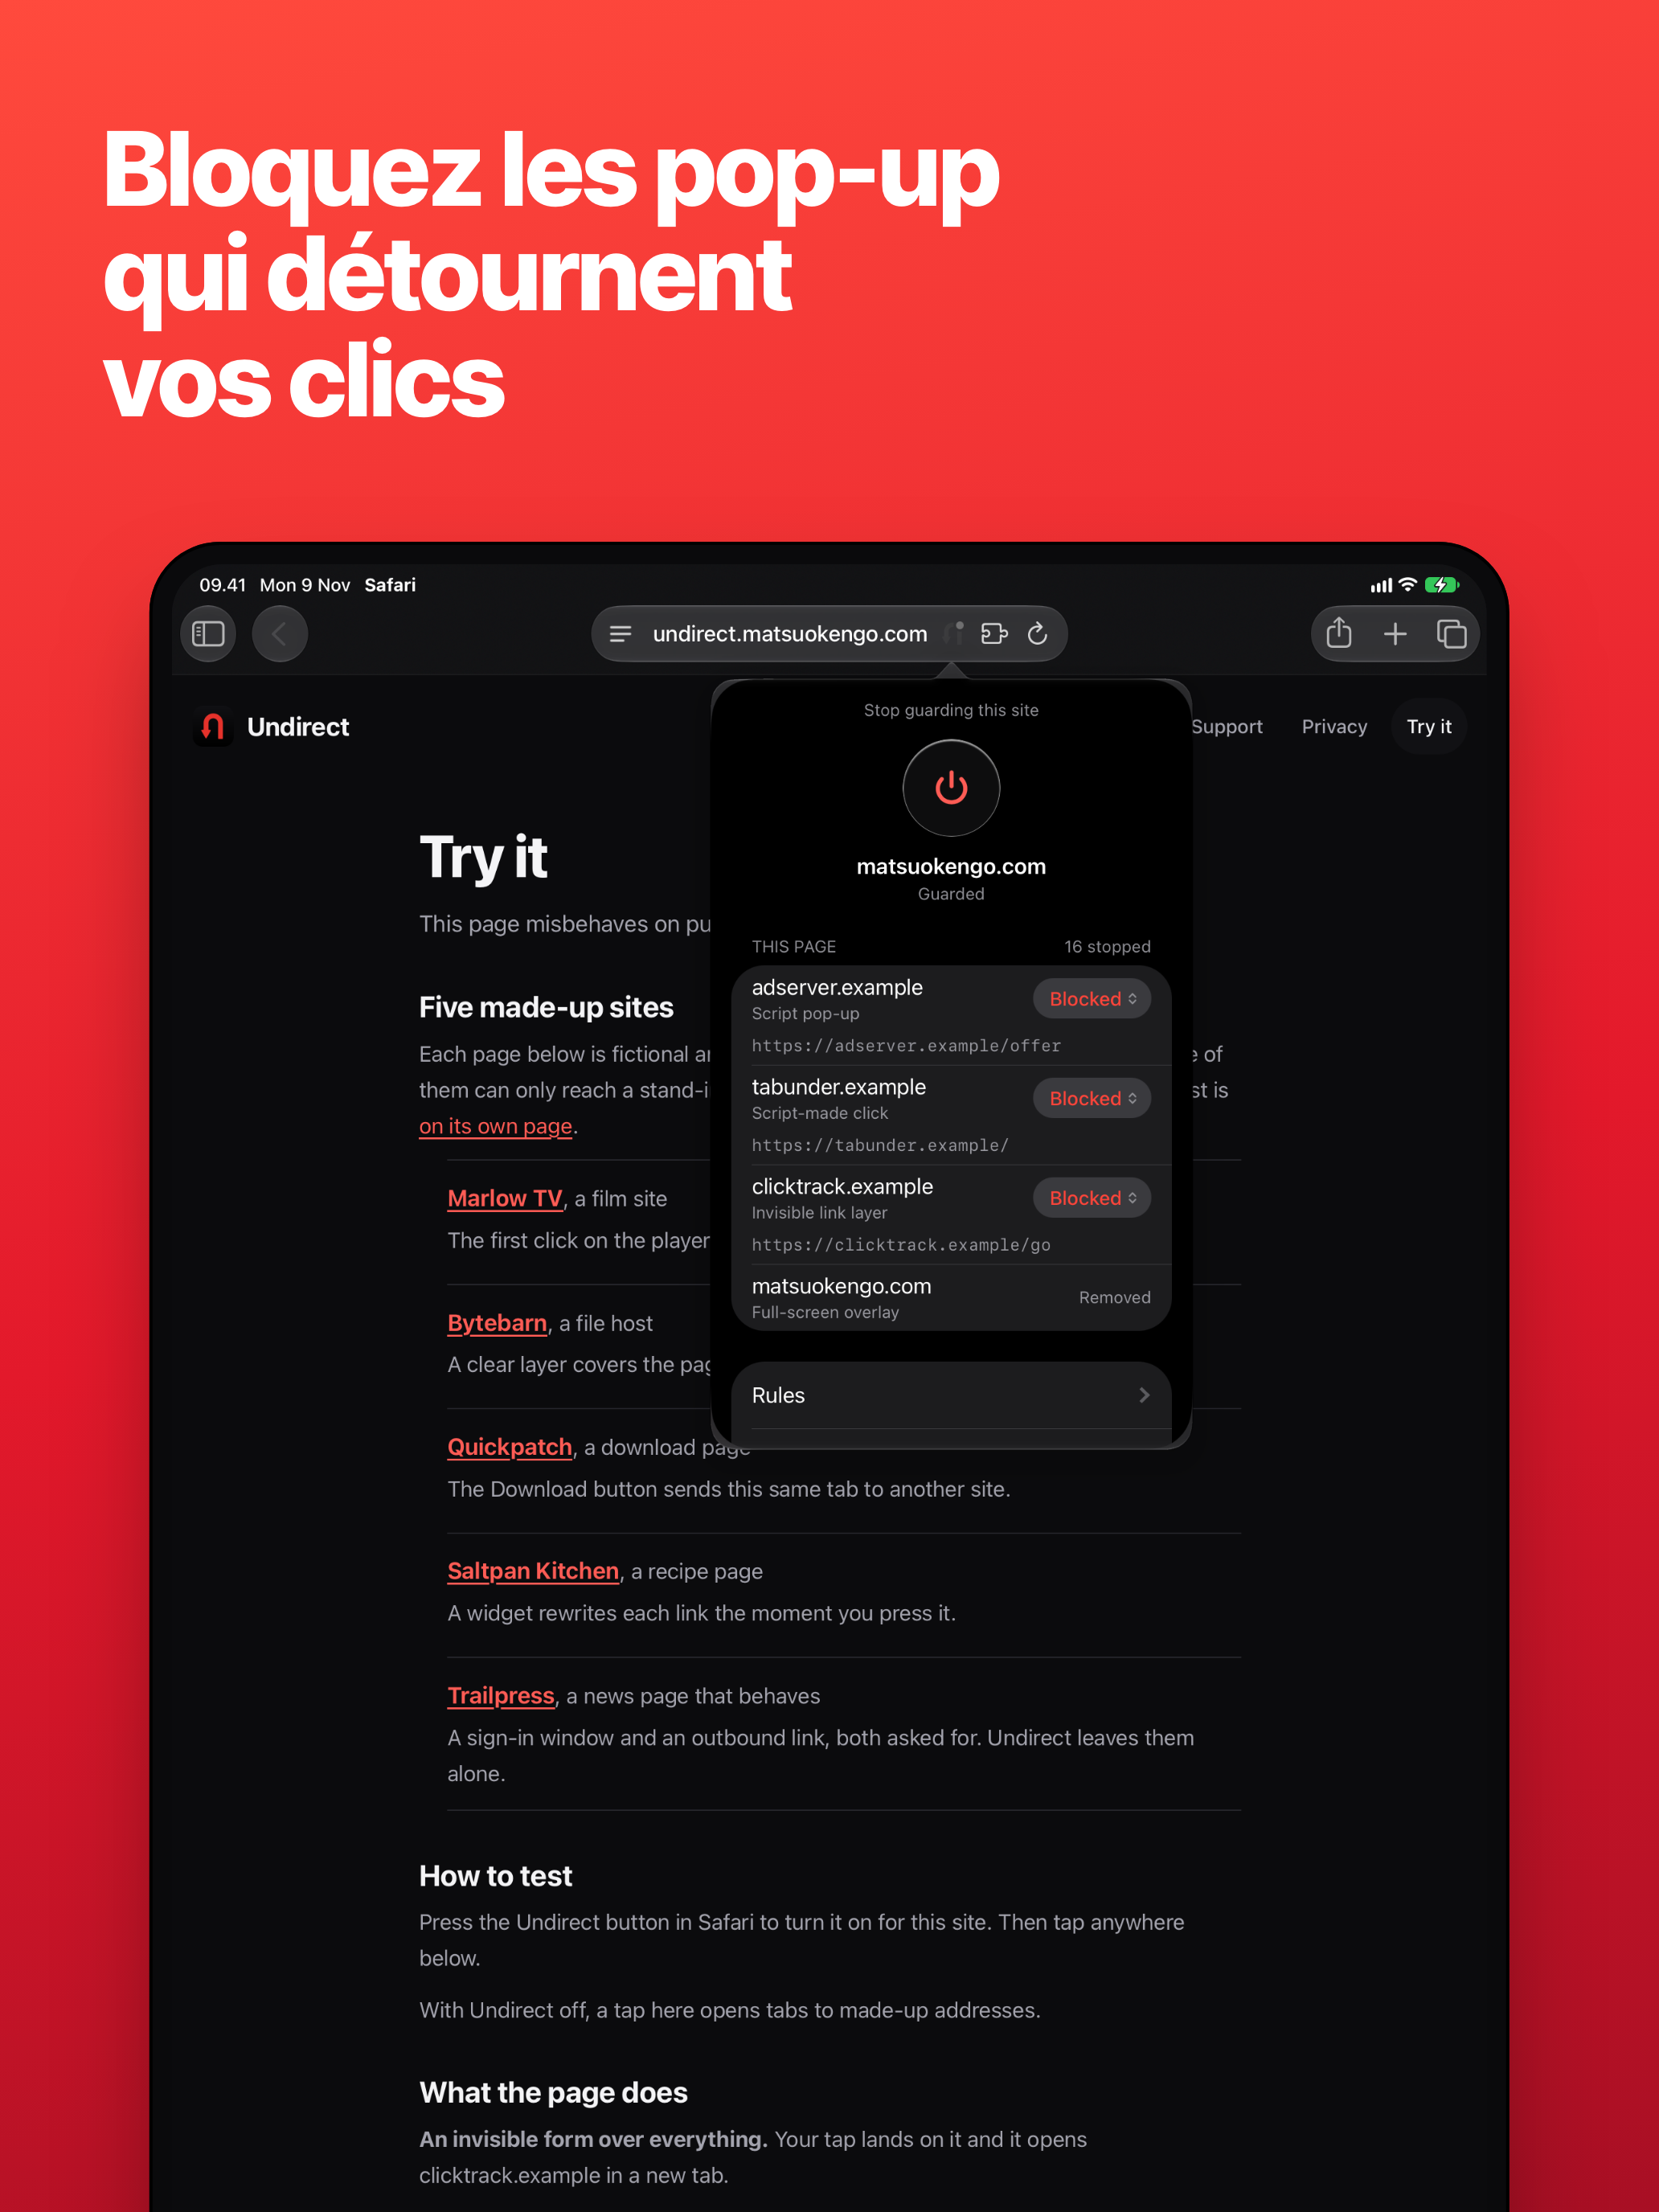 Bloquez les pop-up
qui détournent
vos clics
09.41 Mon 9 Nov Safari
undirect.matsuokengo.com
Undirect
Support Privacy Try it
Stop guarding this site
matsuokengo.com
Guarded
THIS PAGE 16 stopped
adserver.example
Script pop-up
Blocked
https://adserver.example/offer
tabunder.example
Script-made click
Blocked
https://tabunder.example/
clicktrack.example
Invisible link layer
Blocked
https://clicktrack.example/go
matsuokengo.com
Full-screen overlay
Removed
Rules
Try it
This page misbehaves on
Five made-up sites
Each page below is fictional
of
them can only reach a
is
on its own page.
Marlow TV, a film site
The first click on the player
Bytebarn, a file host
A clear layer covers the
Quickpatch, a download page
The Download button sends this same tab to another site.
Saltpan Kitchen, a recipe page
A widget rewrites each link the moment you press it.
Trailpress, a news page that behaves
A sign-in window and an outbound link, both asked for. Undirect leaves them
alone.
How to test
Press the Undirect button in Safari to turn it on for this site. Then tap anywhere
below.
With Undirect off, a tap here opens tabs to made-up addresses.
What the page does
An invisible form over everything. Your tap lands on it and it opens
clicktrack.example in a new tab.